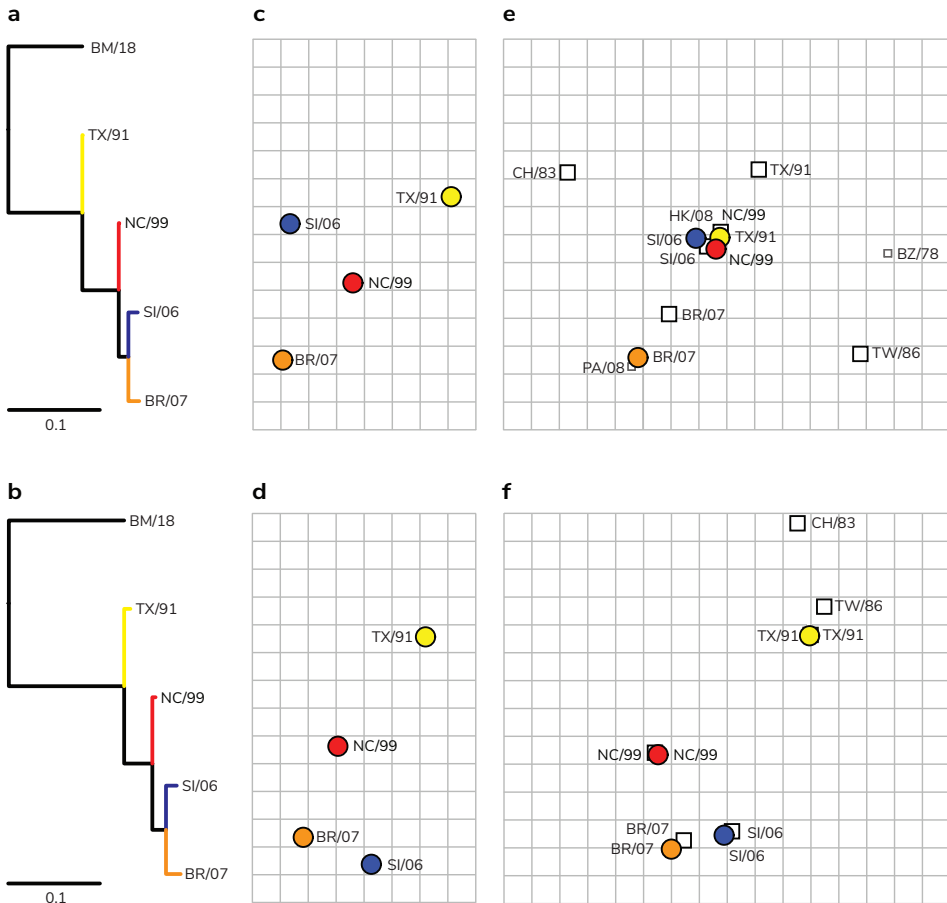 a
BM/18
TX/91
NC/99
SI/06
BR/07
0.1
c
TX/91
SI/06
NC/99
BR/07
e
CH/83
TX/91
HK/08
NC/99
SI/06
TX/91
SI/06
NC/99
BZ/78
BR/07
BR/07
TW/86
PA/08
b
BM/18
TX/91
NC/99
SI/06
BR/07
0.1
d
TX/91
NC/99
BR/07
SI/06
f
CH/83
TW/86
TX/91
TX/91
NC/99
NC/99
BR/07
SI/06
BR/07
SI/06